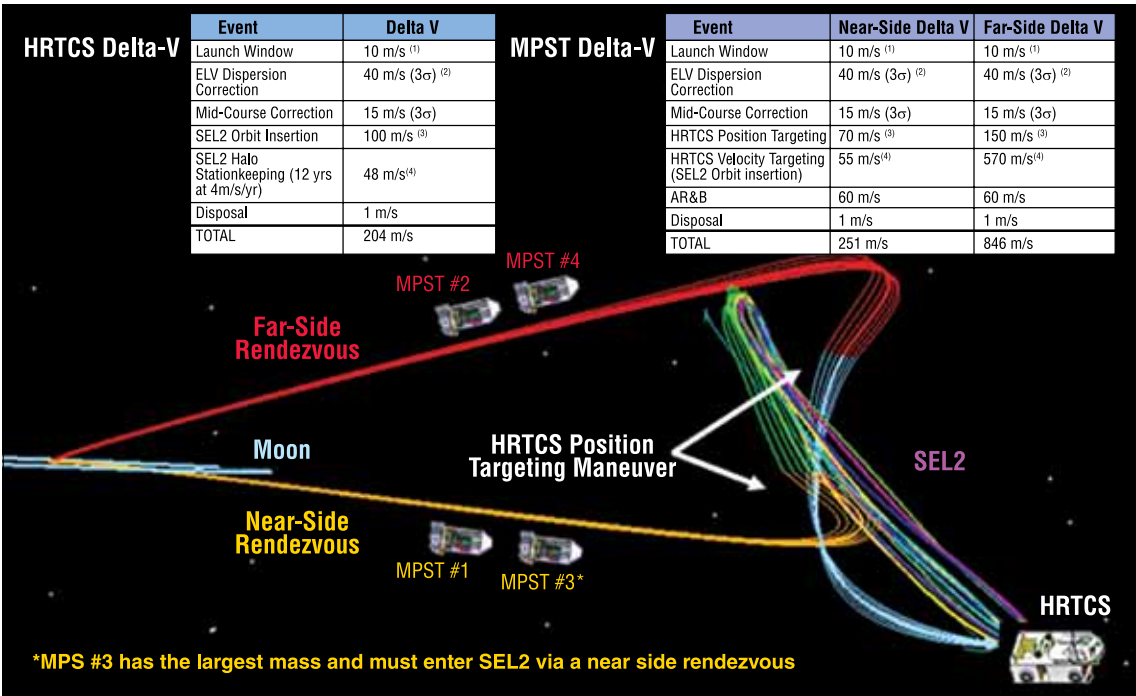 HRTCS Delta-V
Event Delta V
Launch Window 10 m/s (1)
ELV Dispersion 40 m/s (3σ) (2)
Correction
Mid-Course Correction 15 m/s (3σ)
SEL2 Orbit Insertion 100 m/s (3)
SEL2 Halo
Stationkeeping (12 yrs 48 m/s(4)
at 4m/s/yr)
Disposal 1 m/s
TOTAL 204 m/s
MPST Delta-V
Event Near-Side Delta V Far-Side Delta V
Launch Window 10 m/s (1) 10 m/s (1)
ELV Dispersion 40 m/s (3σ) (2) 40 m/s (3σ) (2)
Correction
Mid-Course Correction 15 m/s (3σ) 15 m/s (3σ)
HRTCS Position Targeting 70 m/s (3) 150 m/s (3)
HRTCS Velocity Targeting 55 m/s(4) 570 m/s(4)
(SEL2 Orbit insertion)
AR&B 60 m/s 60 m/s
Disposal 1 m/s 1 m/s
TOTAL 251 m/s 846 m/s
MPST #2
MPST #4
Far-Side
Rendezvous
Moon
HRTCS Position
Targeting Maneuver
SEL2
Near-Side
Rendezvous
MPST #1
MPST #3*
HRTCS
*MPS #3 has the largest mass and must enter SEL2 via a near side rendezvous